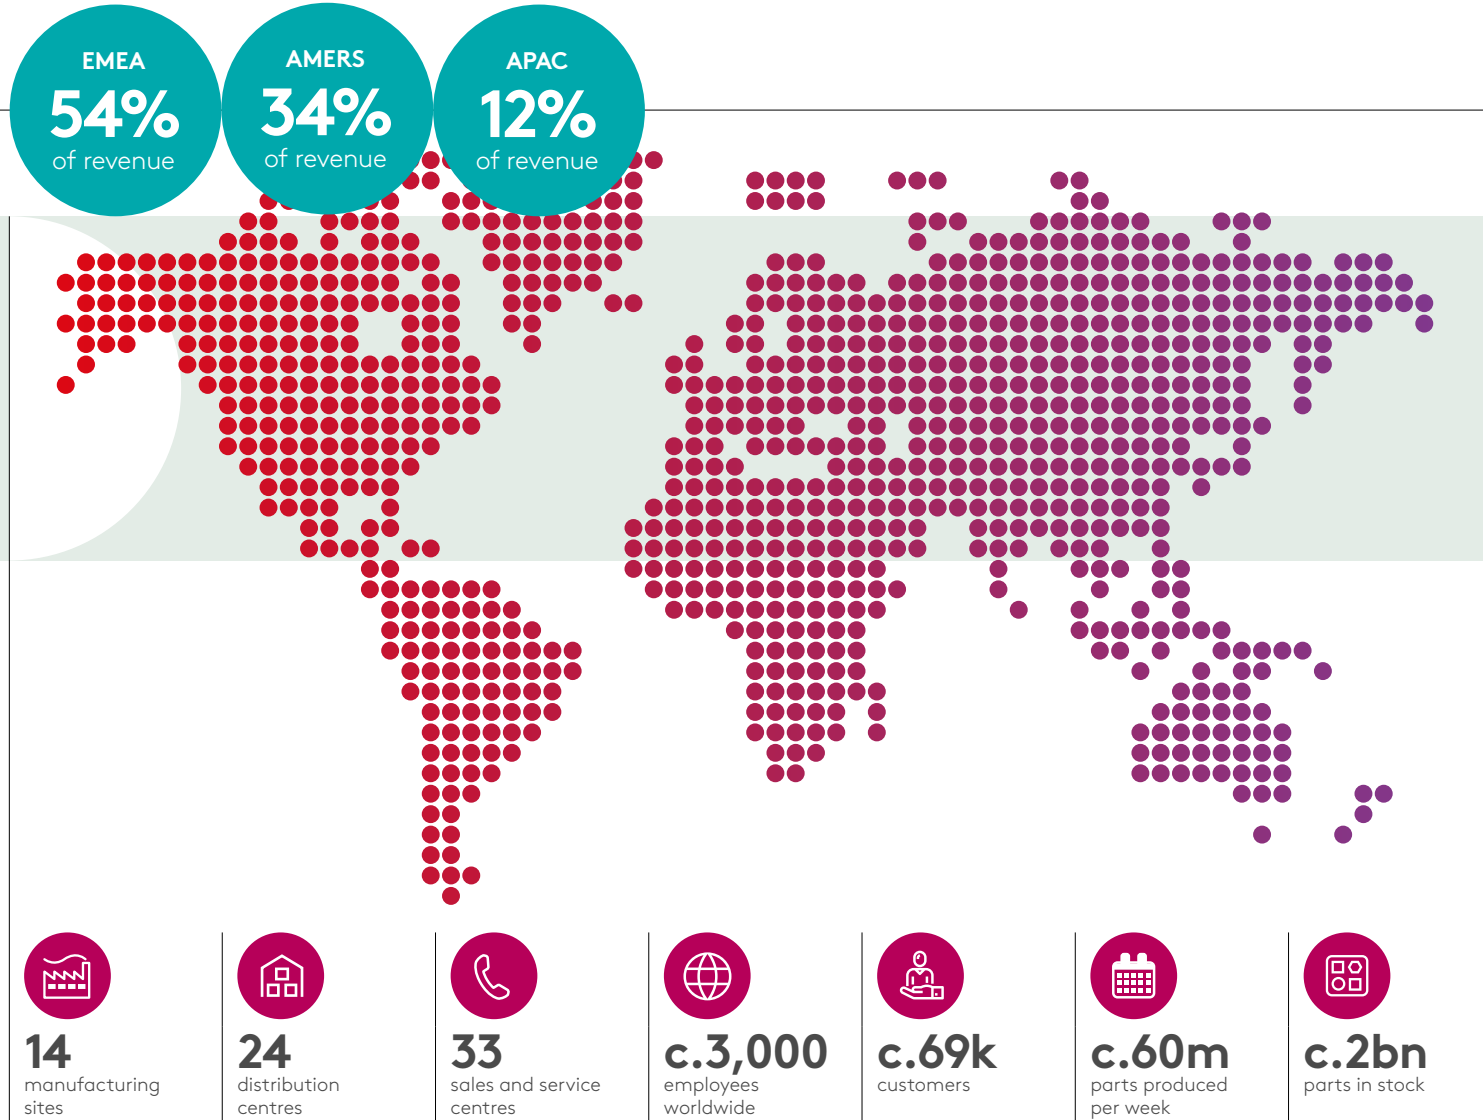 EMEA
54%
of revenue
AMERS
34%
of revenue
APAC
12%
of revenue
14
manufacturing
sites
24
distribution
centres
33
sales and service
centres
c.3,000
employees
worldwide
c.69k
customers
c.60m
parts produced
per week
c.2bn
parts in stock